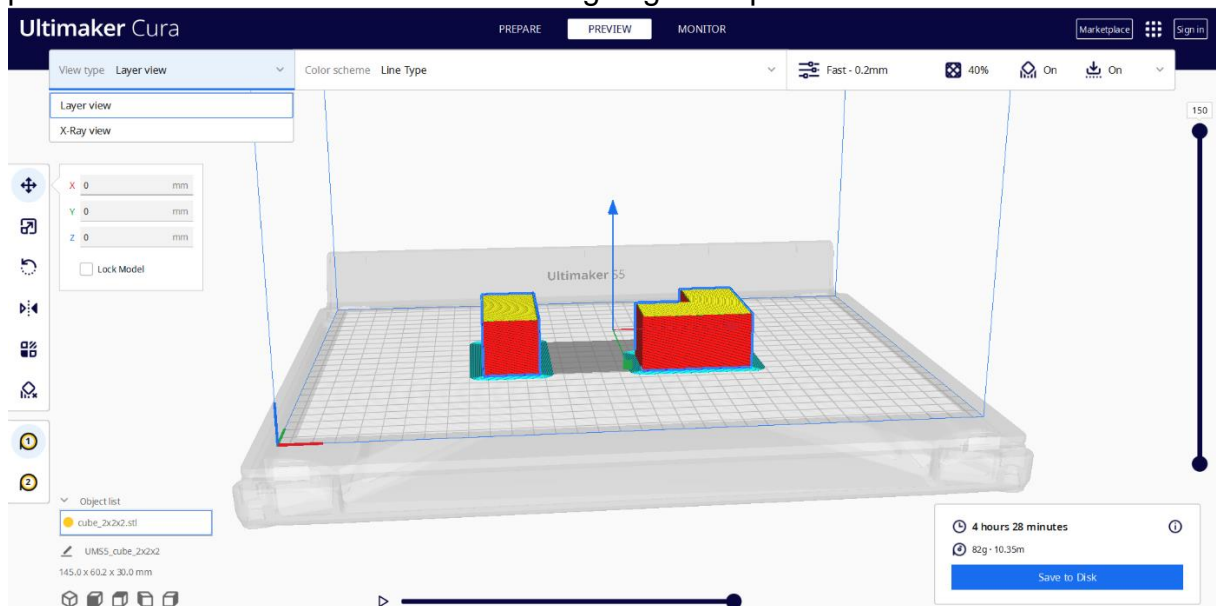 Ultimaker Cura
PREPARE PREVIEW MONITOR
Marketplace Sign in
View type Layer view
Color scheme Line Type
Fast - 0.2mm 40% On On
Layer view
X-Ray view
150
X 0 mm
Y 0 mm
Z 0 mm
Lock Model
Ultimaker S5
1
2
Object list
cube_2x2x2.stl
UMS5_cube_2x2x2
145.0 x 60.2 x 30.0 mm
4 hours 28 minutes
82g · 10.35m
Save to Disk